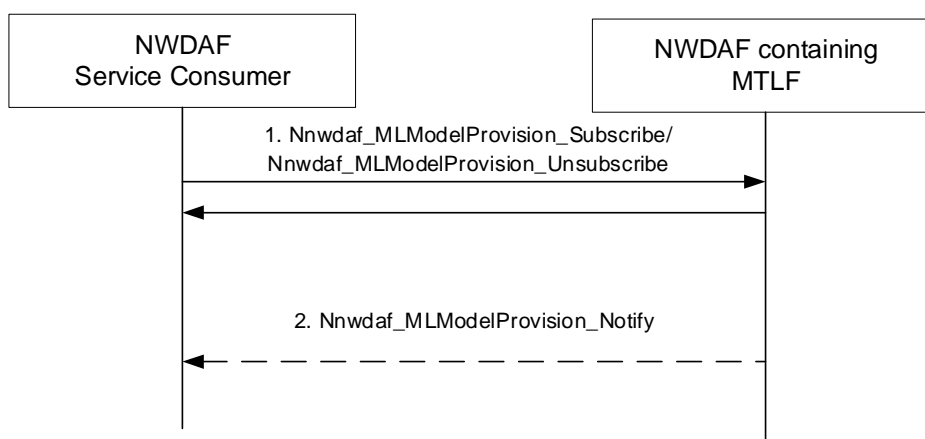 NWDAF
Service Consumer
NWDAF containing
MTLF
1. Nnwdaf_MLModelProvision_Subscribe/
Nnwdaf_MLModelProvision_Unsubscribe
2. Nnwdaf_MLModelProvision_Notify